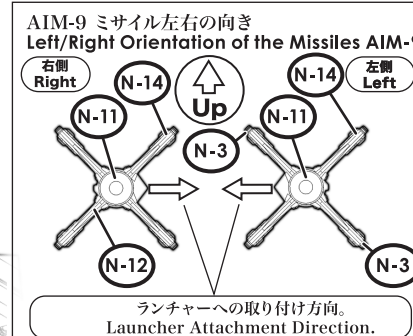 AIM-9 ミサイル左右の向き
Left/Right Orientation of the Missiles AIM-9
右側
Right
左側
Left
Up
N-14
N-14
N-11
N-11
N-3
N-12
N-3
ランチャーへの取り付け方向。
Launcher Attachment Direction.